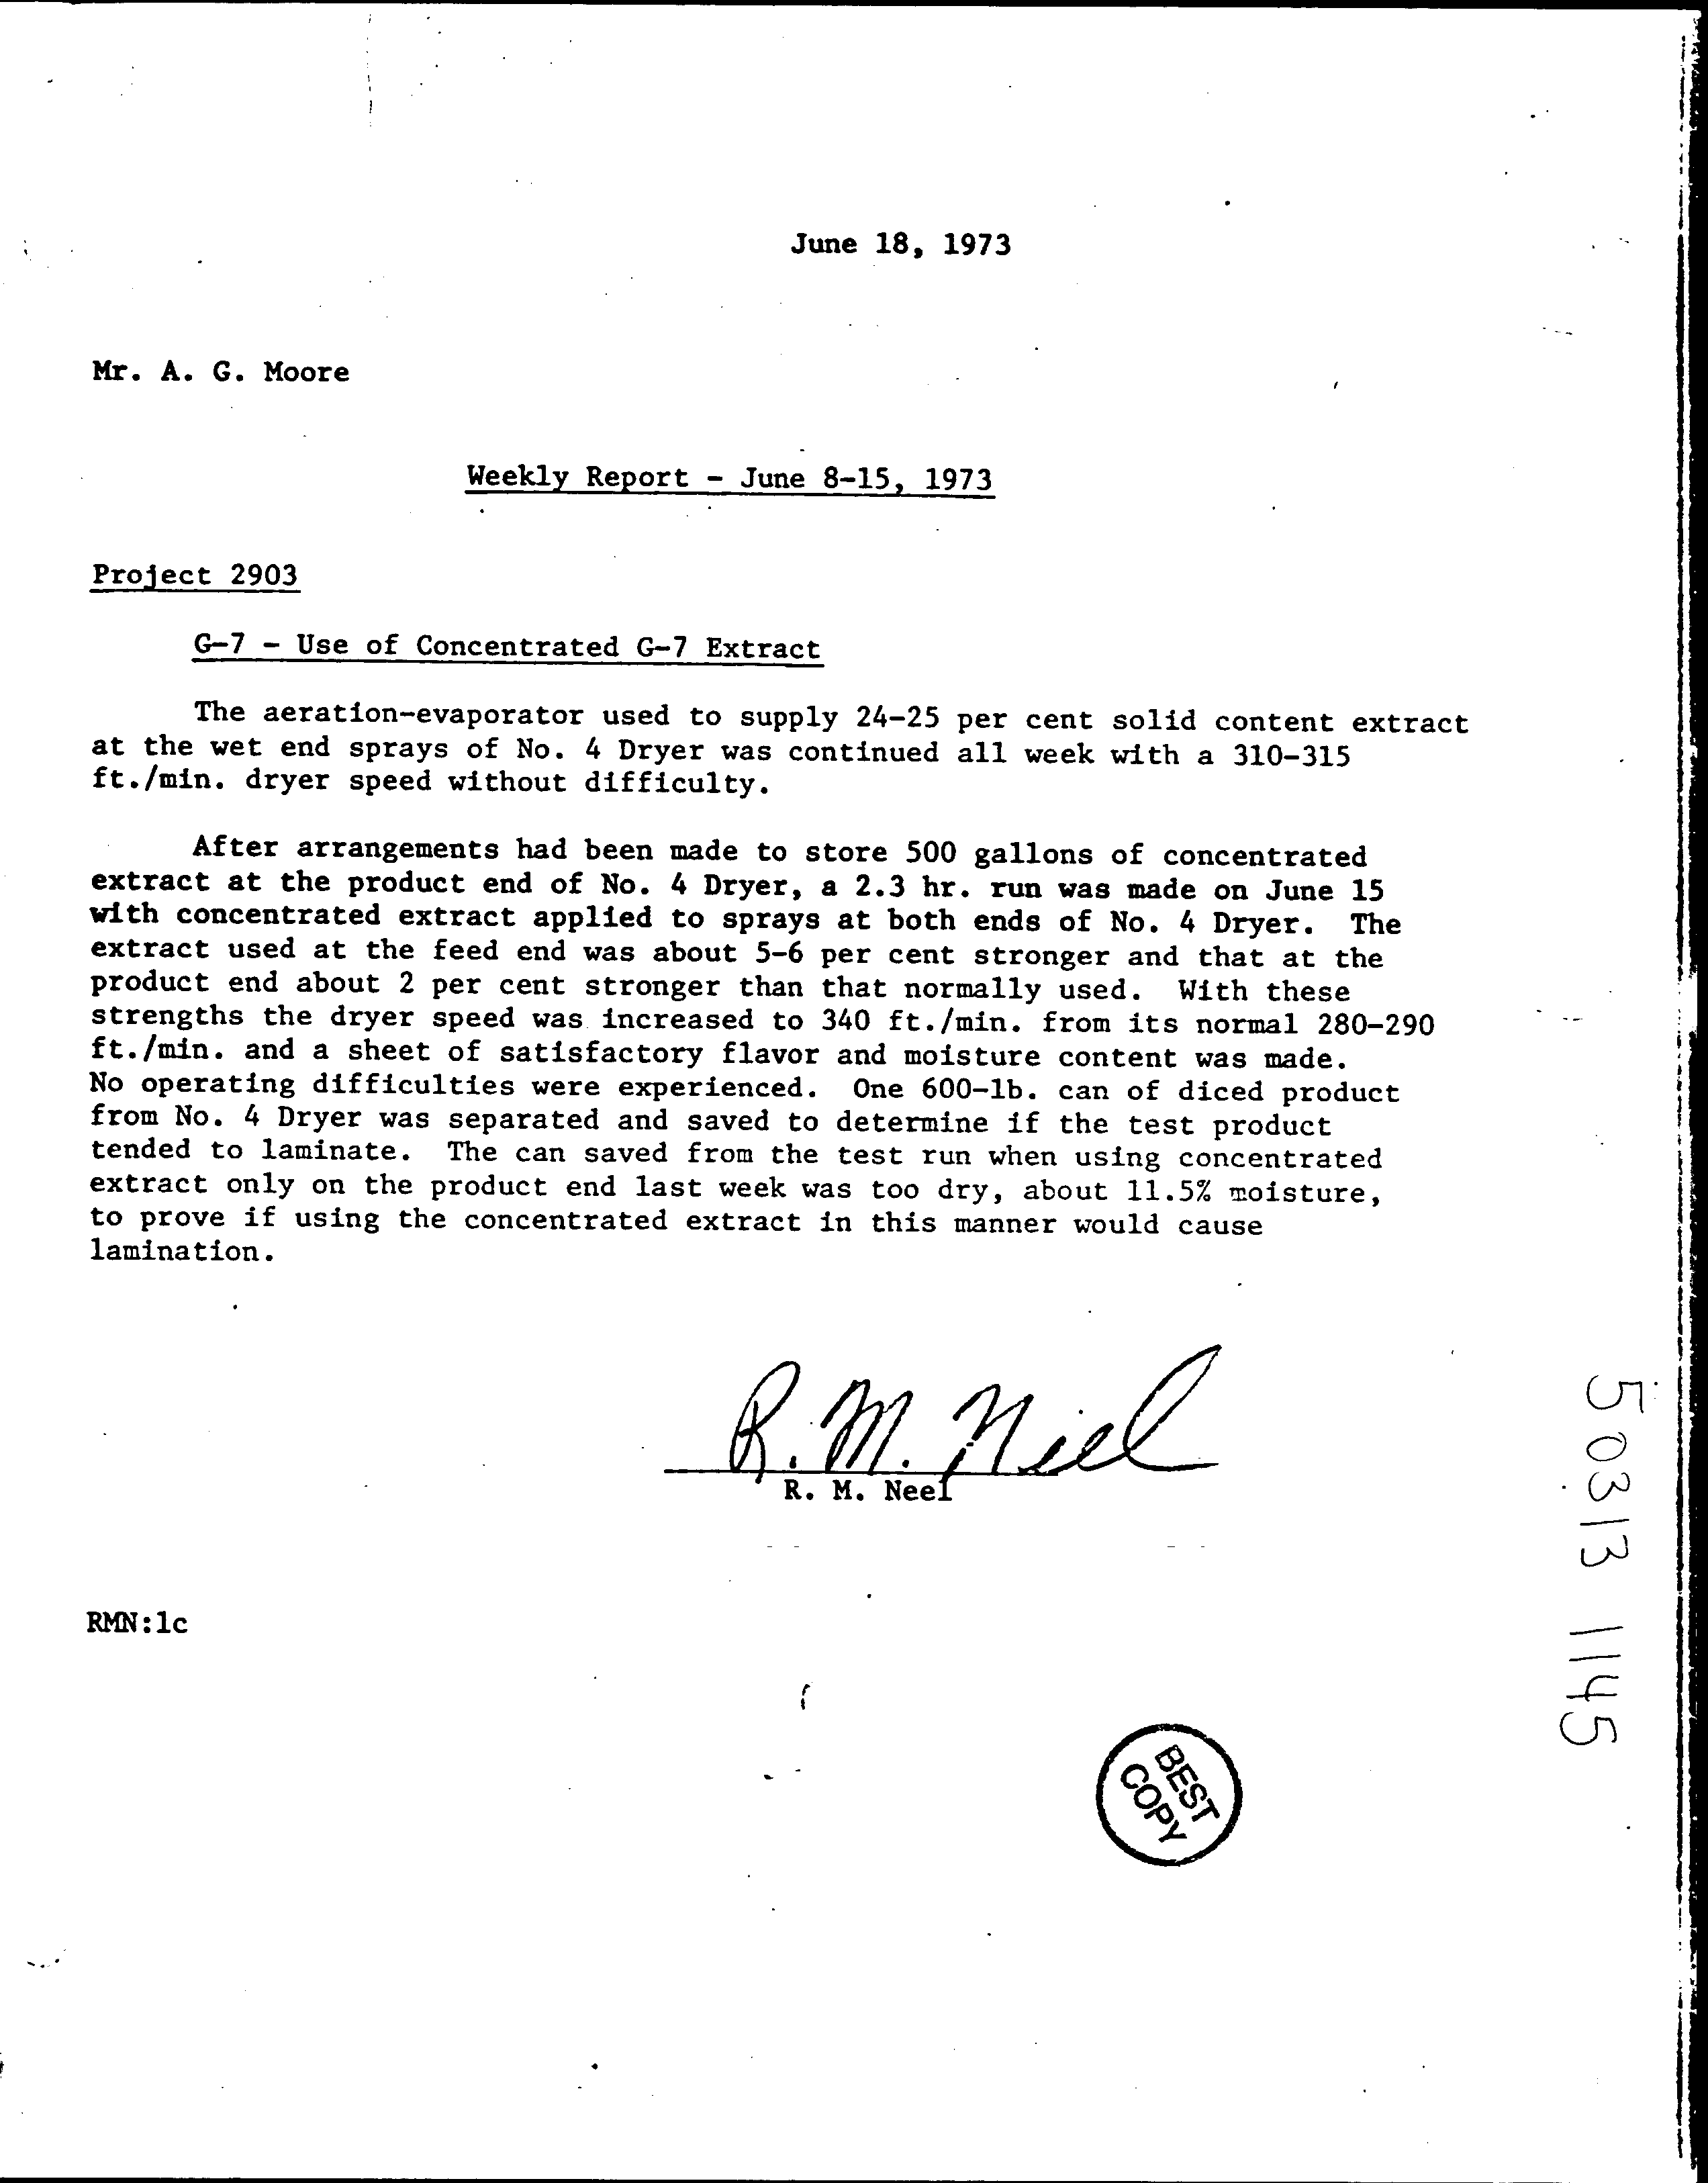 June 18, 1973
Mr. A. G. Moore
Weekly Report - June 8-15, 1973
Project 2903
G-7 - Use of Concentrated G-7 Extract
The aeration-evaporator used to supply 24-25 per cent solid content extract
at the wet end sprays of No. 4 Dryer was continued all week with a 310-315
ft./min. dryer speed without difficulty.
After arrangements had been made to store 500 gallons of concentrated
extract at the product end of No. 4 Dryer, a 2.3 hr. run was made on June 15
with concentrated extract applied to sprays at both ends of No. 4 Dryer. The
extract used at the feed end was about 5-6 per cent stronger and that at the
product end about 2 per cent stronger than that normally used. With these
strengths the dryer speed was increased to 340 ft./min. from its normal 280-290
ft./min. and a sheet of satisfactory flavor and moisture content was made.
No operating difficulties were experienced. One 600-lb. can of diced product
from No. 4 Dryer was separated and saved to determine if the test product
tended to laminate. The can saved from the test run when using concentrated
extract only on the product end last week was too dry, about 11.5% moisture,
to prove if using the concentrated extract in this manner would cause
lamination.
R. M. Neel
R. M. Neel
RMN:lc
50313 1145
BEST
COPY